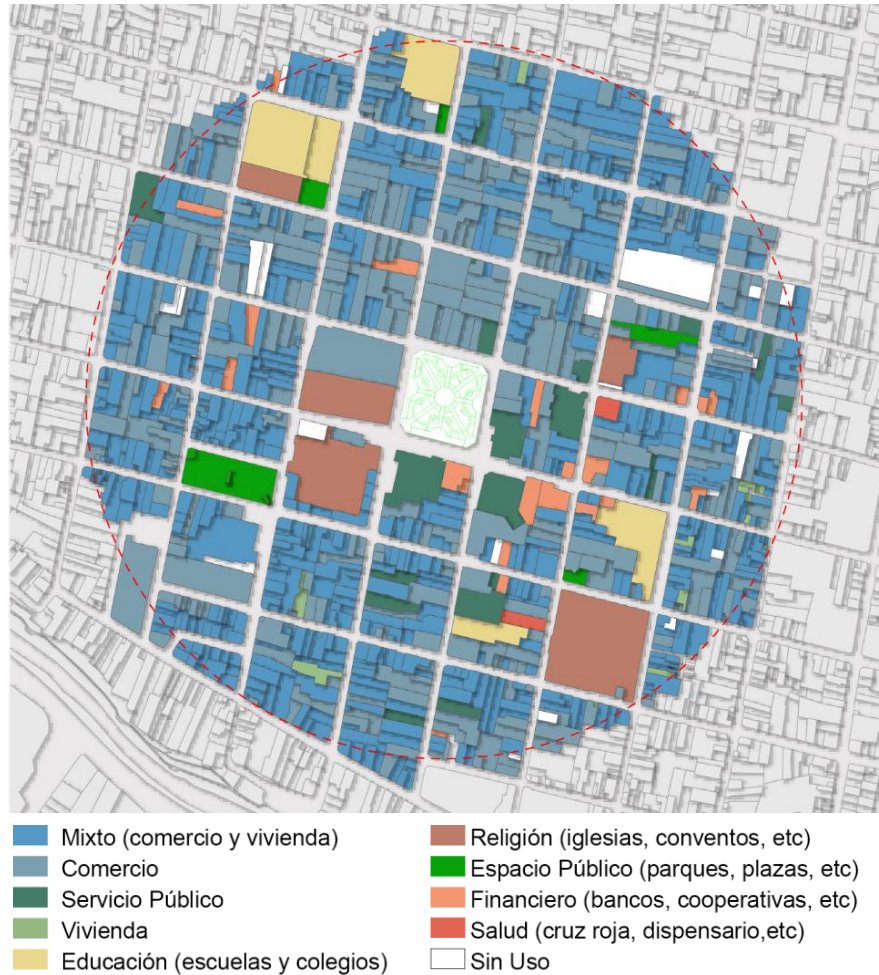 Mixto (comercio y vivienda)
Comercio
Servicio Público
Vivienda
Educación (escuelas y colegios)
Religión (iglesias, conventos, etc)
Espacio Público (parques, plazas, etc)
Financiero (bancos, cooperativas, etc)
Salud (cruz roja, dispensario,etc)
Sin Uso